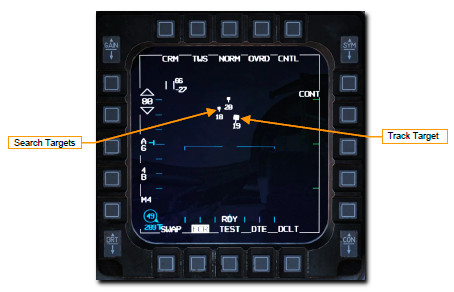 GAIN
SYM
CRM TWS NORM OVRD CNTL
66
-27
80
CONT
20
18
19
Search Targets
Track Target
A
6
4
B
M4
49
RDY
SWAP FCR TEST DTE DCLT
BRT
CON